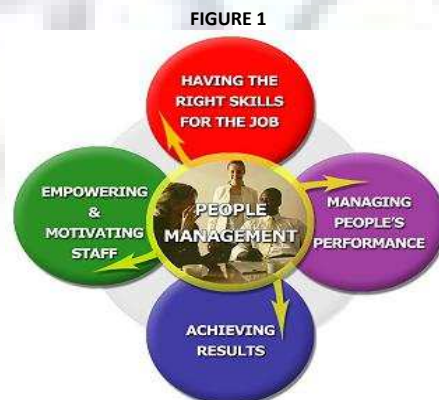 FIGURE 1
HAVING THE
RIGHT SKILLS
FOR THE JOB
EMPOWERING
&
MOTIVATING
STAFF
PEOPLE
MANAGEMENT
MANAGING
PEOPLE'S
PERFORMANCE
ACHIEVING
RESULTS